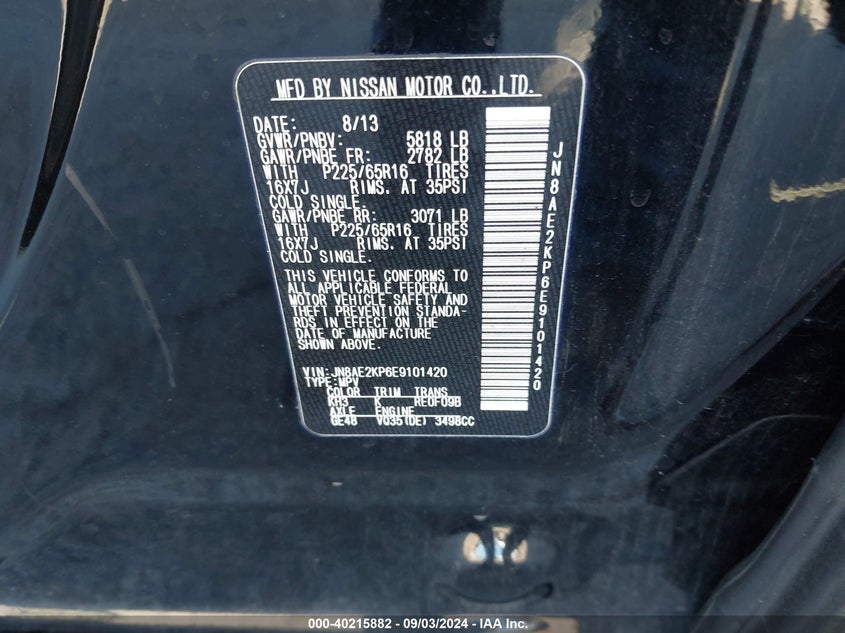 MFD BY NISSAN MOTOR CO.,LTD.
DATE: 8/13
GVWR/PNBV: 5818 LB
GAWR/PNBE FR: 2782 LB
WITH P225/65R16 TIRES
16X7J RIMS. AT 35PSI
COLD SINGLE.
GAWR/PNBE RR: 3071 LB
WITH P225/65R16 TIRES
16X7J RIMS. AT 35PSI
COLD SINGLE.
THIS VEHICLE CONFORMS TO
ALL APPLICABLE FEDERAL
MOTOR VEHICLE SAFETY AND
THEFT PREVENTION STANDA-
RDS IN EFFECT ON THE
DATE OF MANUFACTURE
SHOWN ABOVE.
VIN:JN8AE2KP6E9101420
TYPE:MPV
COLOR TRIM TRANS
KH3 K RE0F09B
AXLE ENGINE
GE48 VQ35(DE) 3498CC
JN8AE2KP6E9101420
000-40215882 - 09/03/2024 - IAA Inc.